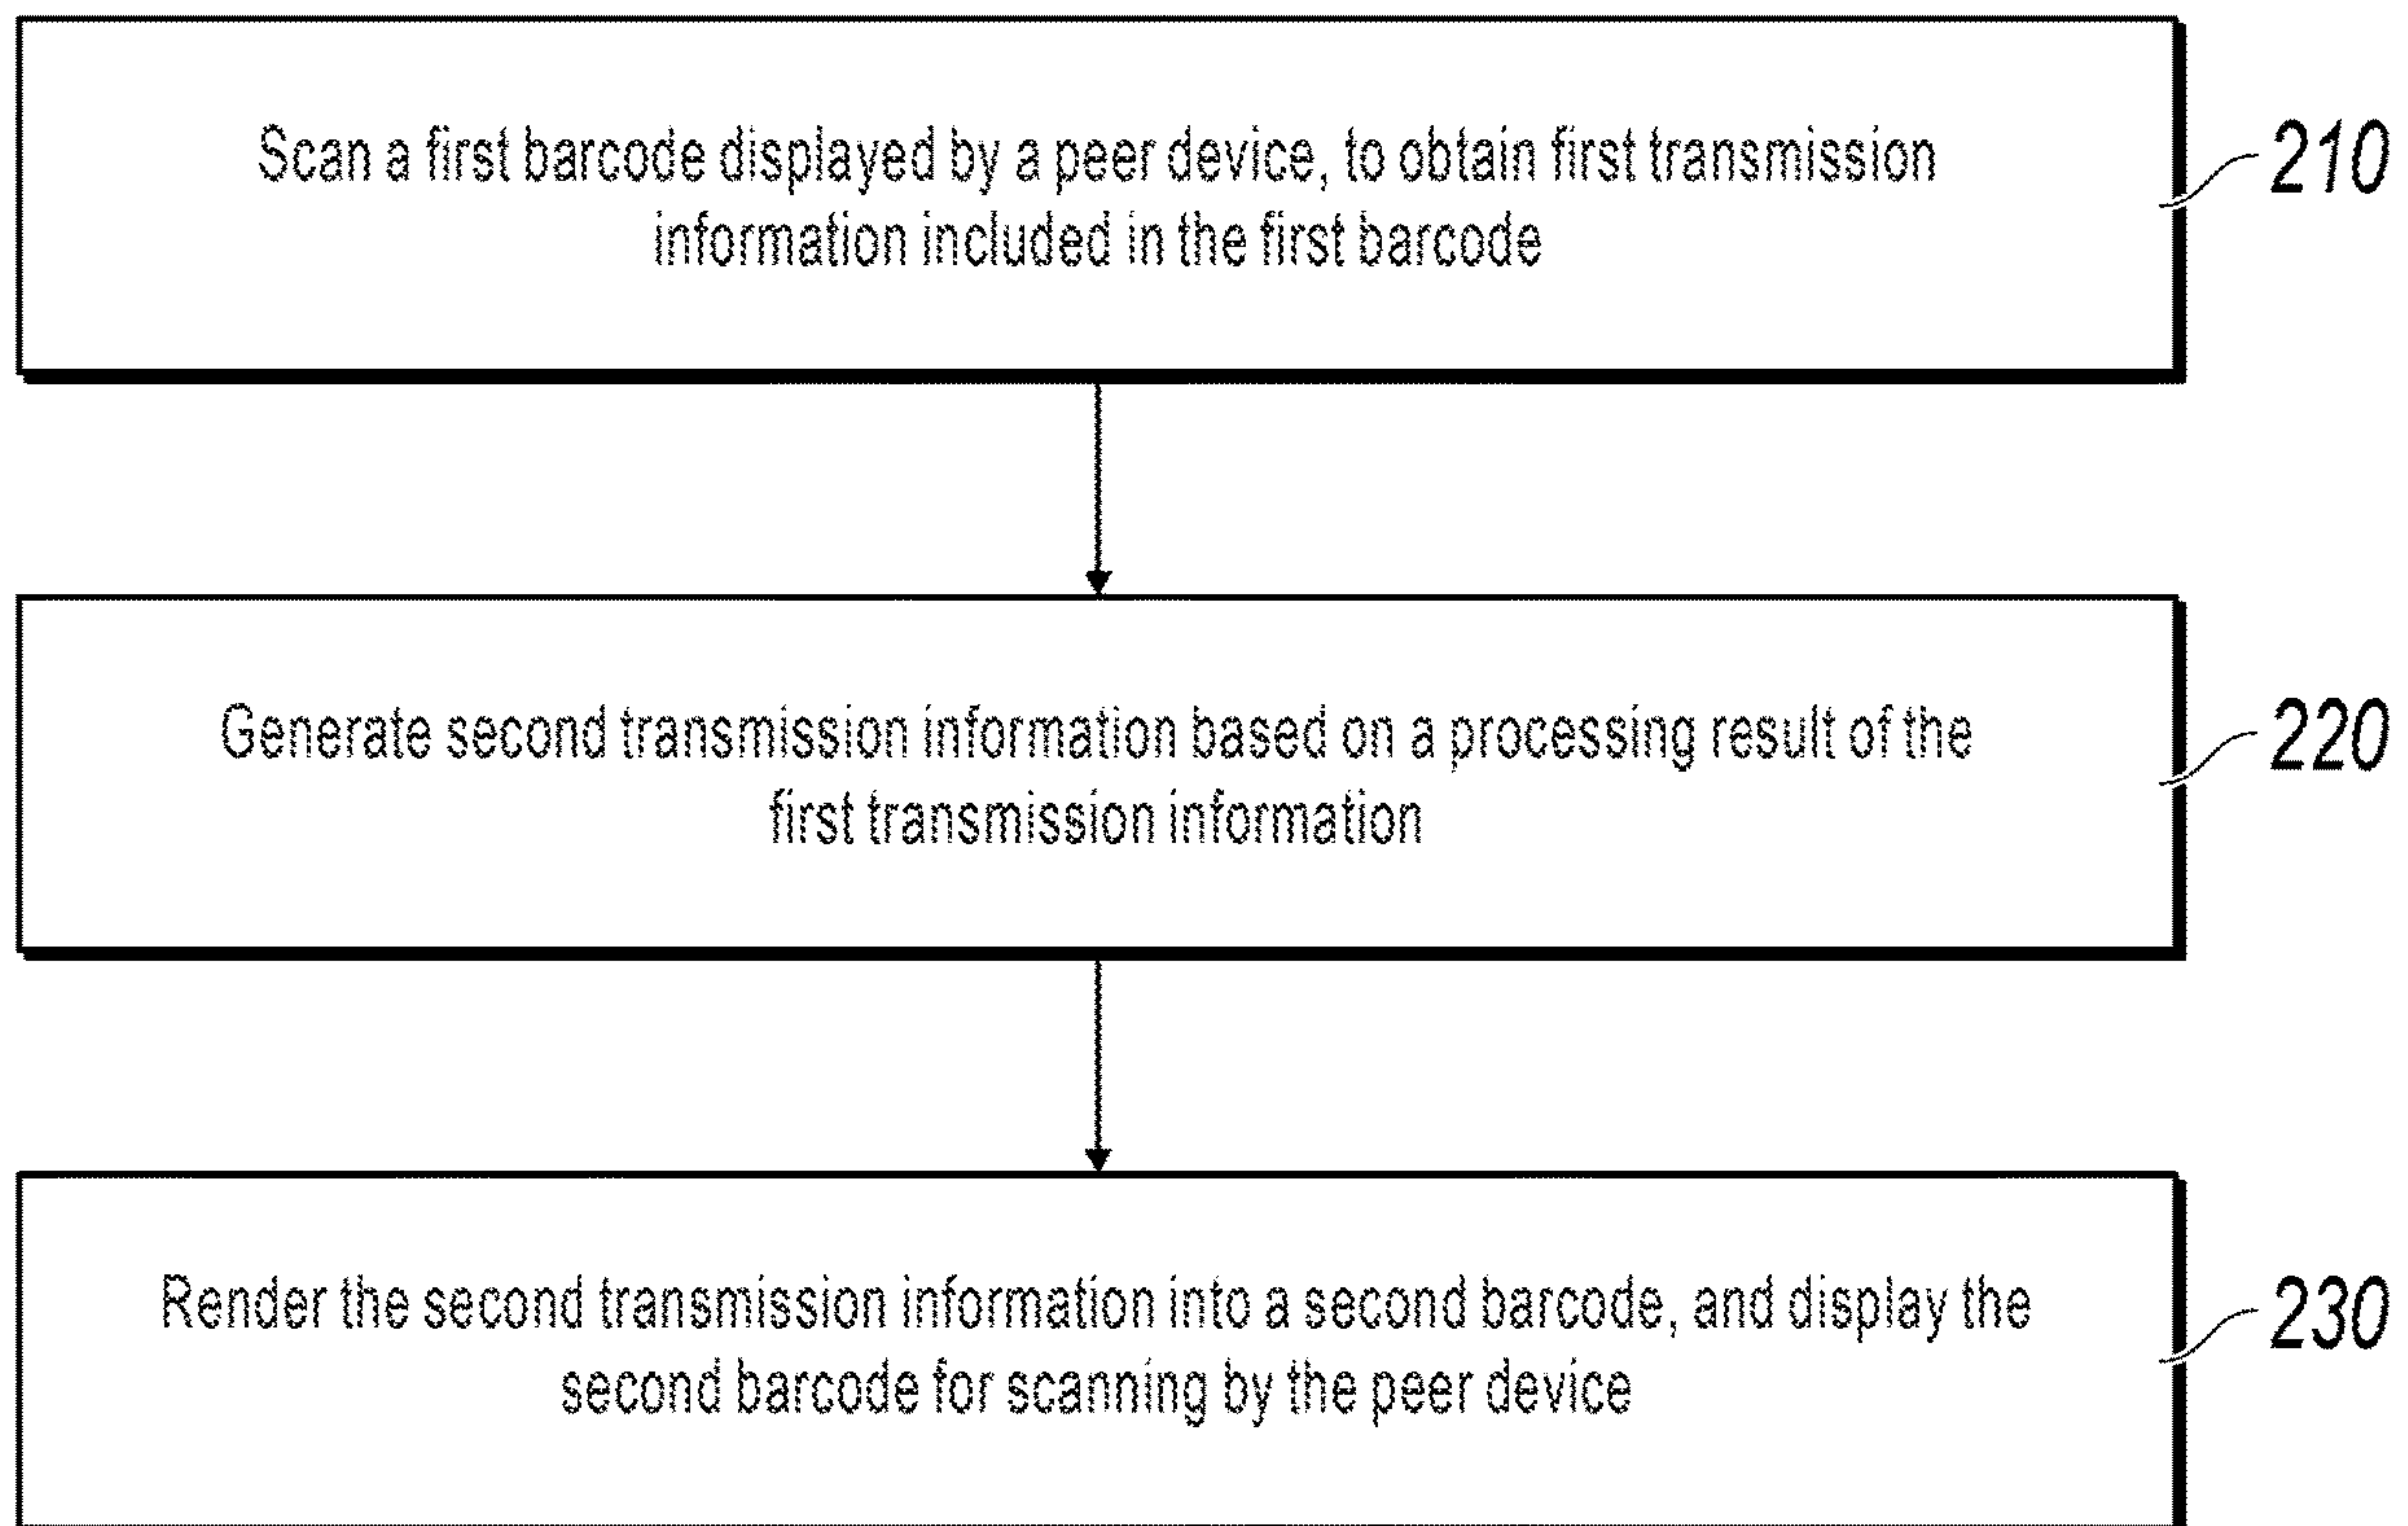 Scan a first barcode displayed by a peer device, to obtain first transmission
information included in the first barcode
210
Generate second transmission information based on a processing result of the
first transmission information
220
Render the second transmission information into a second barcode, and display the
second barcode for scanning by the peer device
230